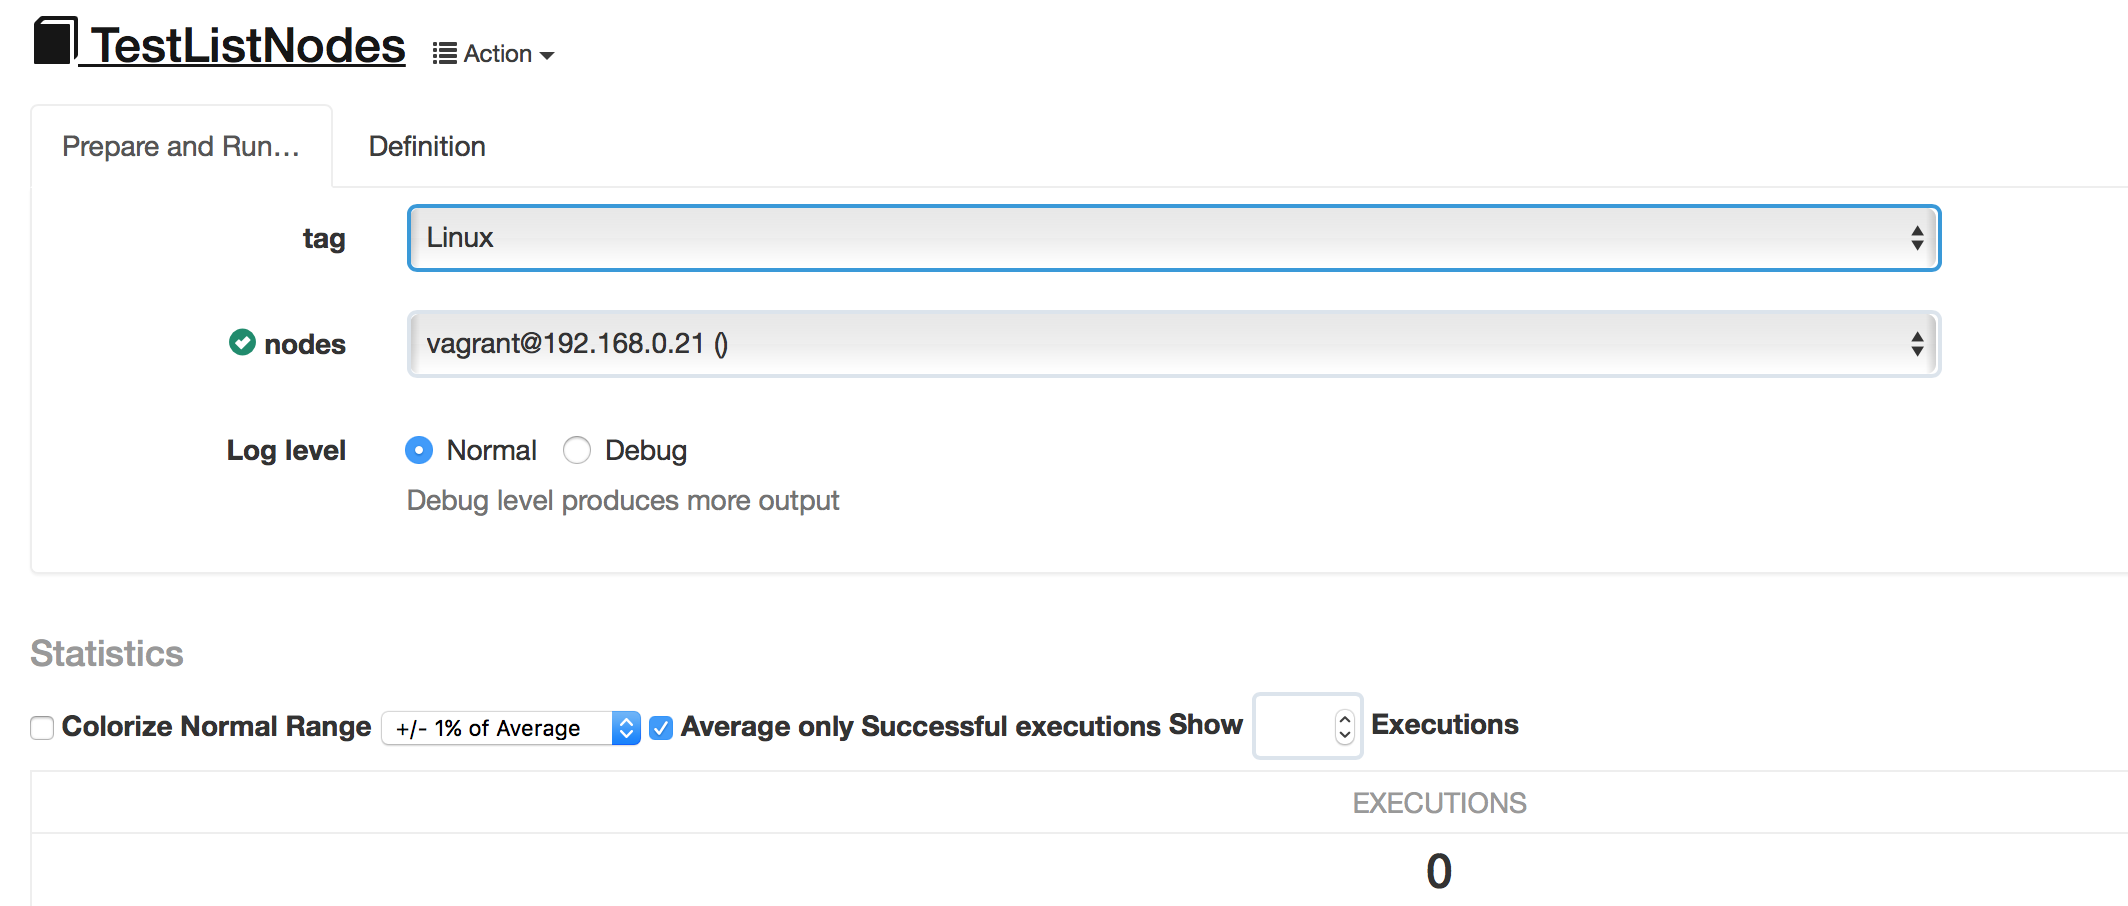 TestListNodes Action
Prepare and Run… Definition
tag Linux
nodes vagrant@192.168.0.21 ()
Log level Normal Debug
Debug level produces more output
Statistics
Colorize Normal Range +/- 1% of Average Average only Successful executions Show Executions
EXECUTIONS
0